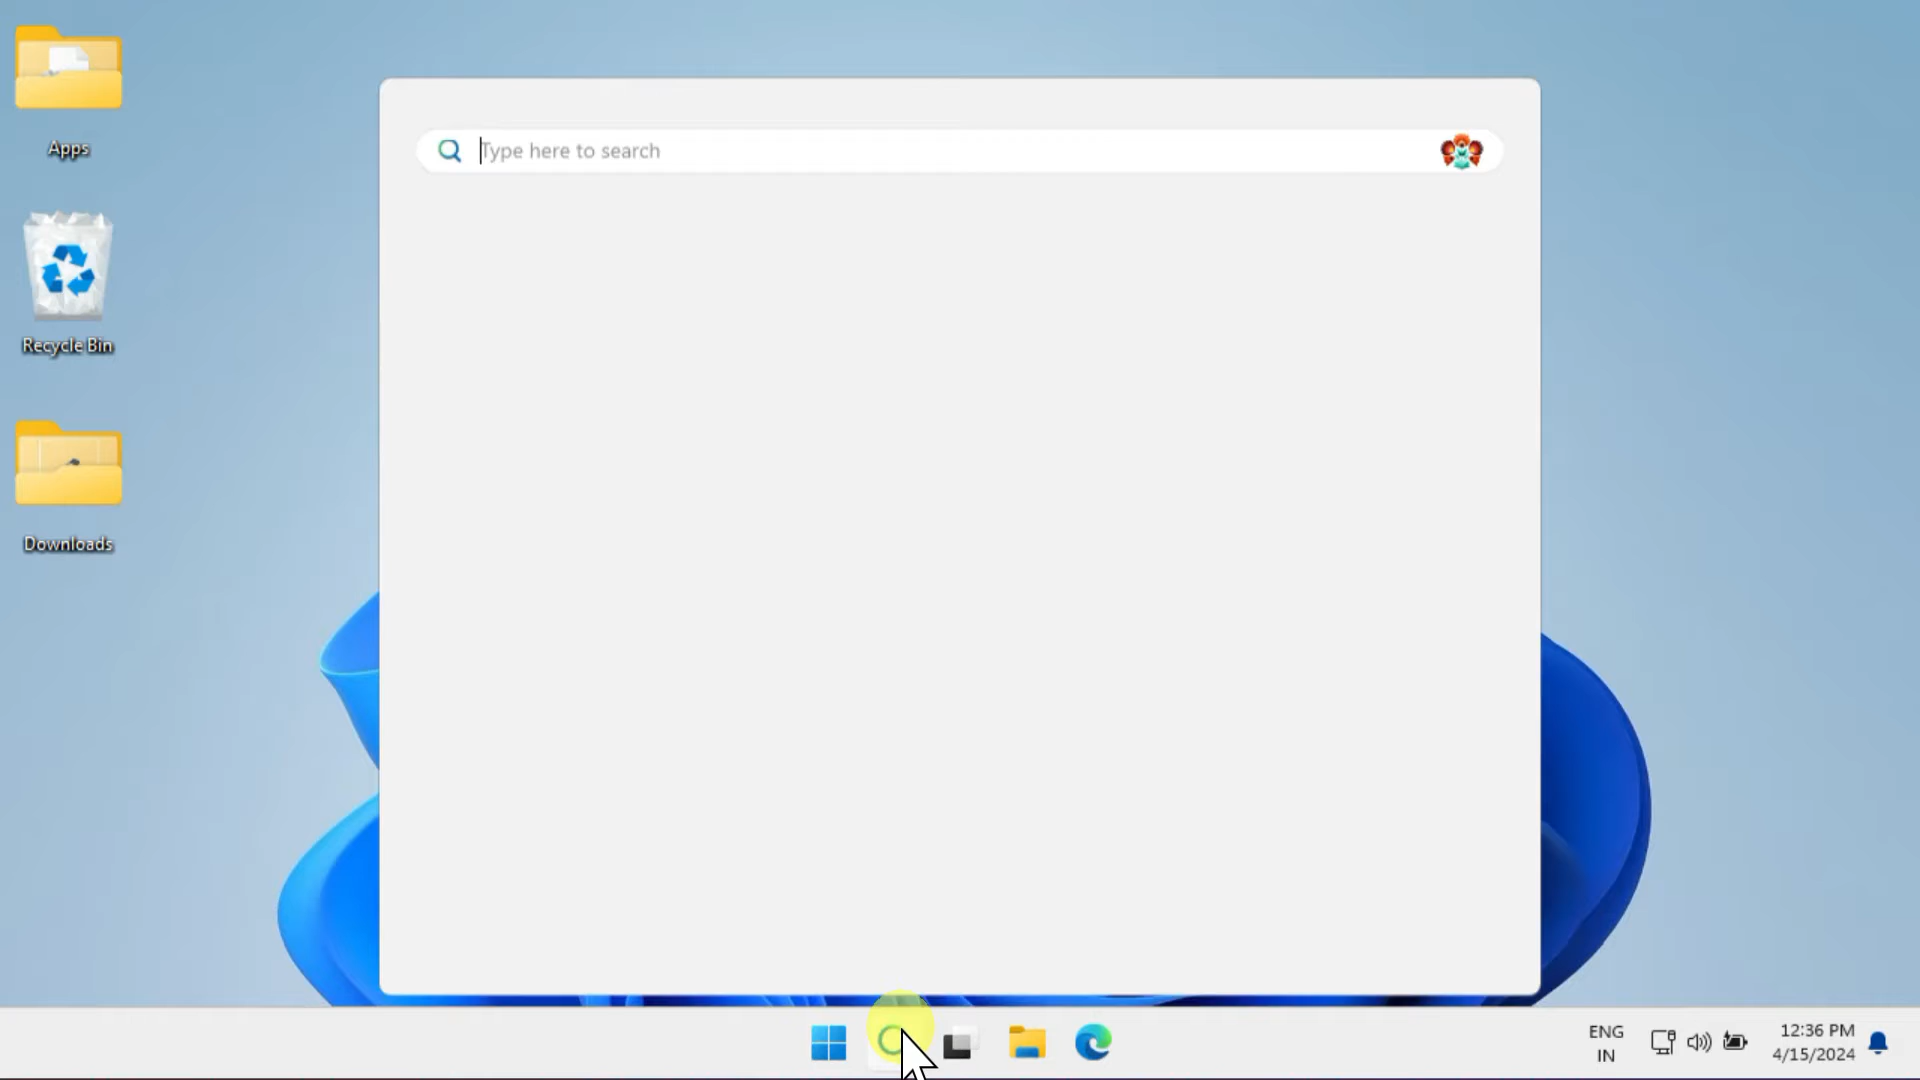 Apps
Type here to search
Recycle Bin
Downloads
ENG
IN
12:36 PM
4/15/2024